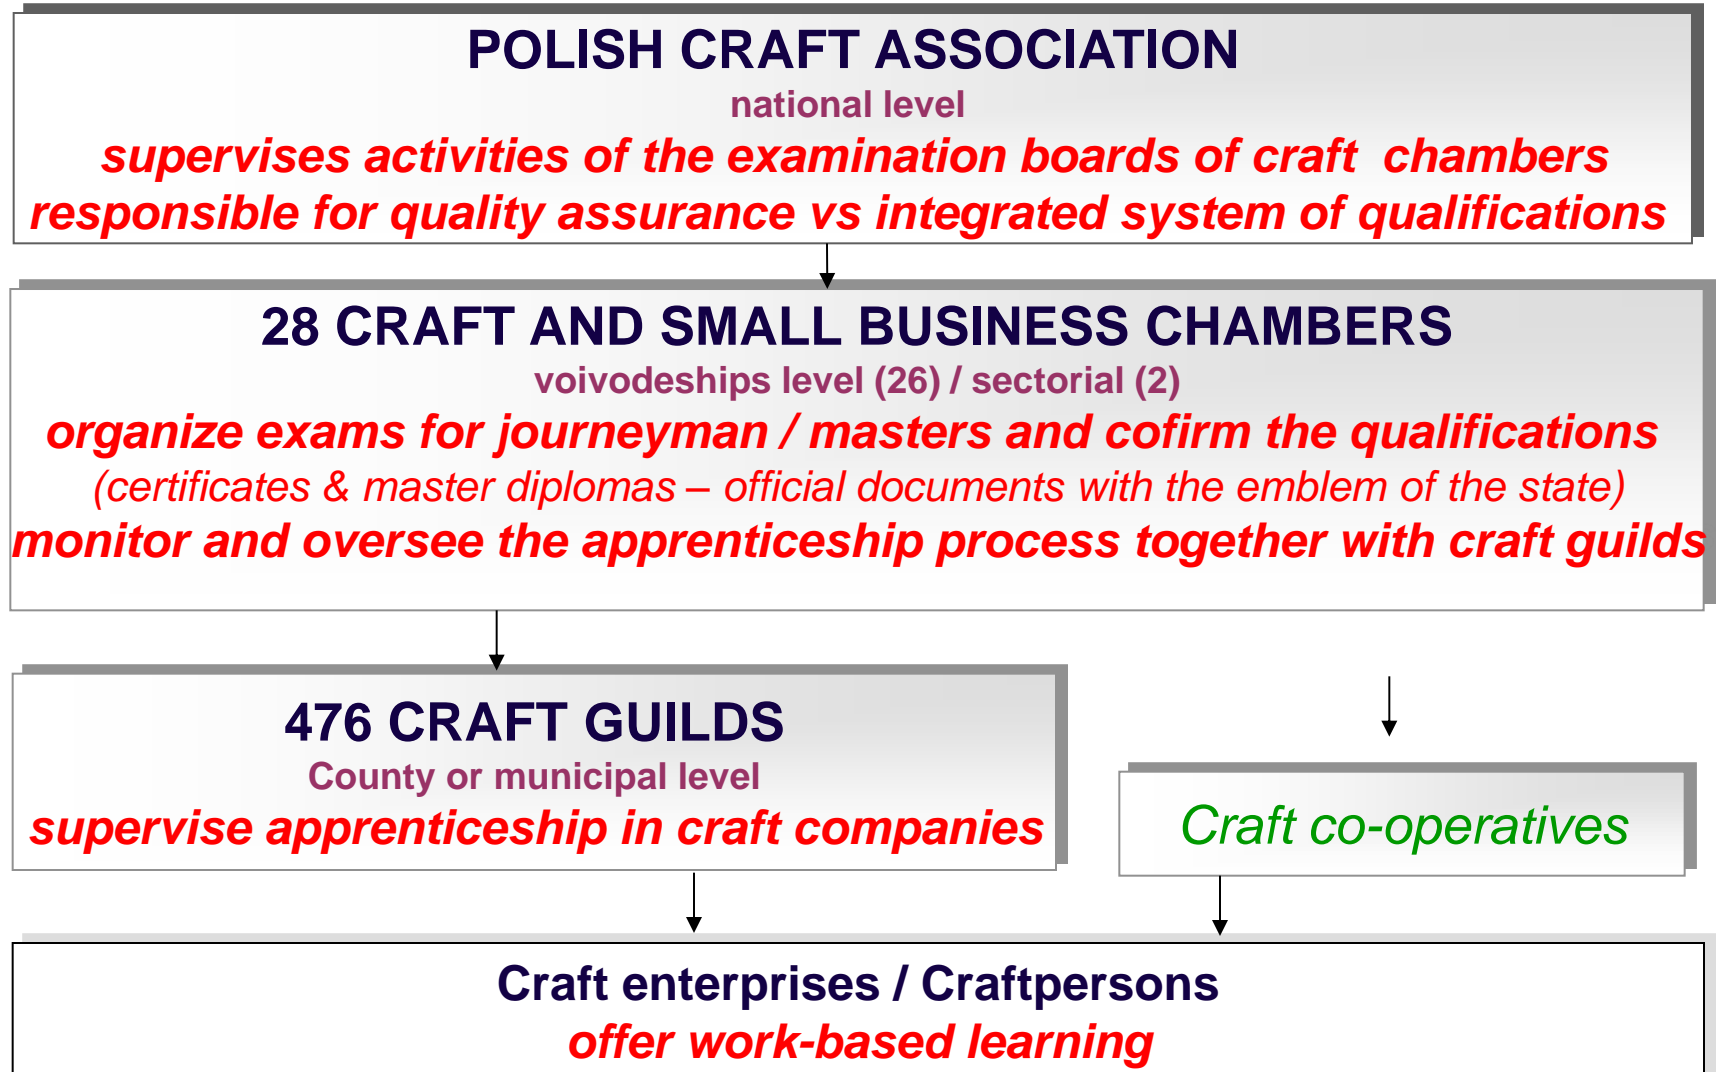 POLISH CRAFT ASSOCIATION
national level
supervises activities of the examination boards of craft chambers
responsible for quality assurance vs integrated system of qualifications
28 CRAFT AND SMALL BUSINESS CHAMBERS
voivodeships level (26) / sectorial (2)
organize exams for journeyman / masters and cofirm the qualifications
(certificates & master diplomas – official documents with the emblem of the state)
monitor and oversee the apprenticeship process together with craft guilds
476 CRAFT GUILDS
County or municipal level
supervise apprenticeship in craft companies
Craft co-operatives
Craft enterprises / Craftpersons
offer work-based learning